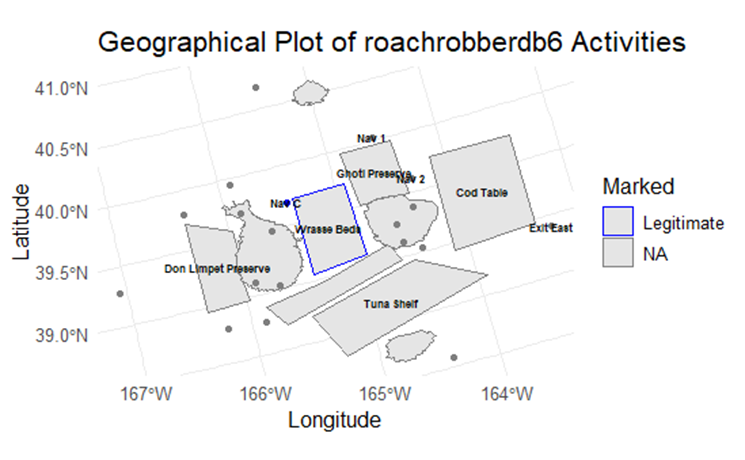 Geographical Plot of roachrobberdb6 Activities
41.0°N
40.5°N
40.0°N
39.5°N
39.0°N
Latitude
Nav 1
Ghoti Preserve
Nav 2
Cod Table
Nav C
Wrasse Beds
Exit East
Don Limpet Preserve
Tuna Shelf
167°W
166°W
165°W
164°W
Longitude
Marked
Legitimate
NA